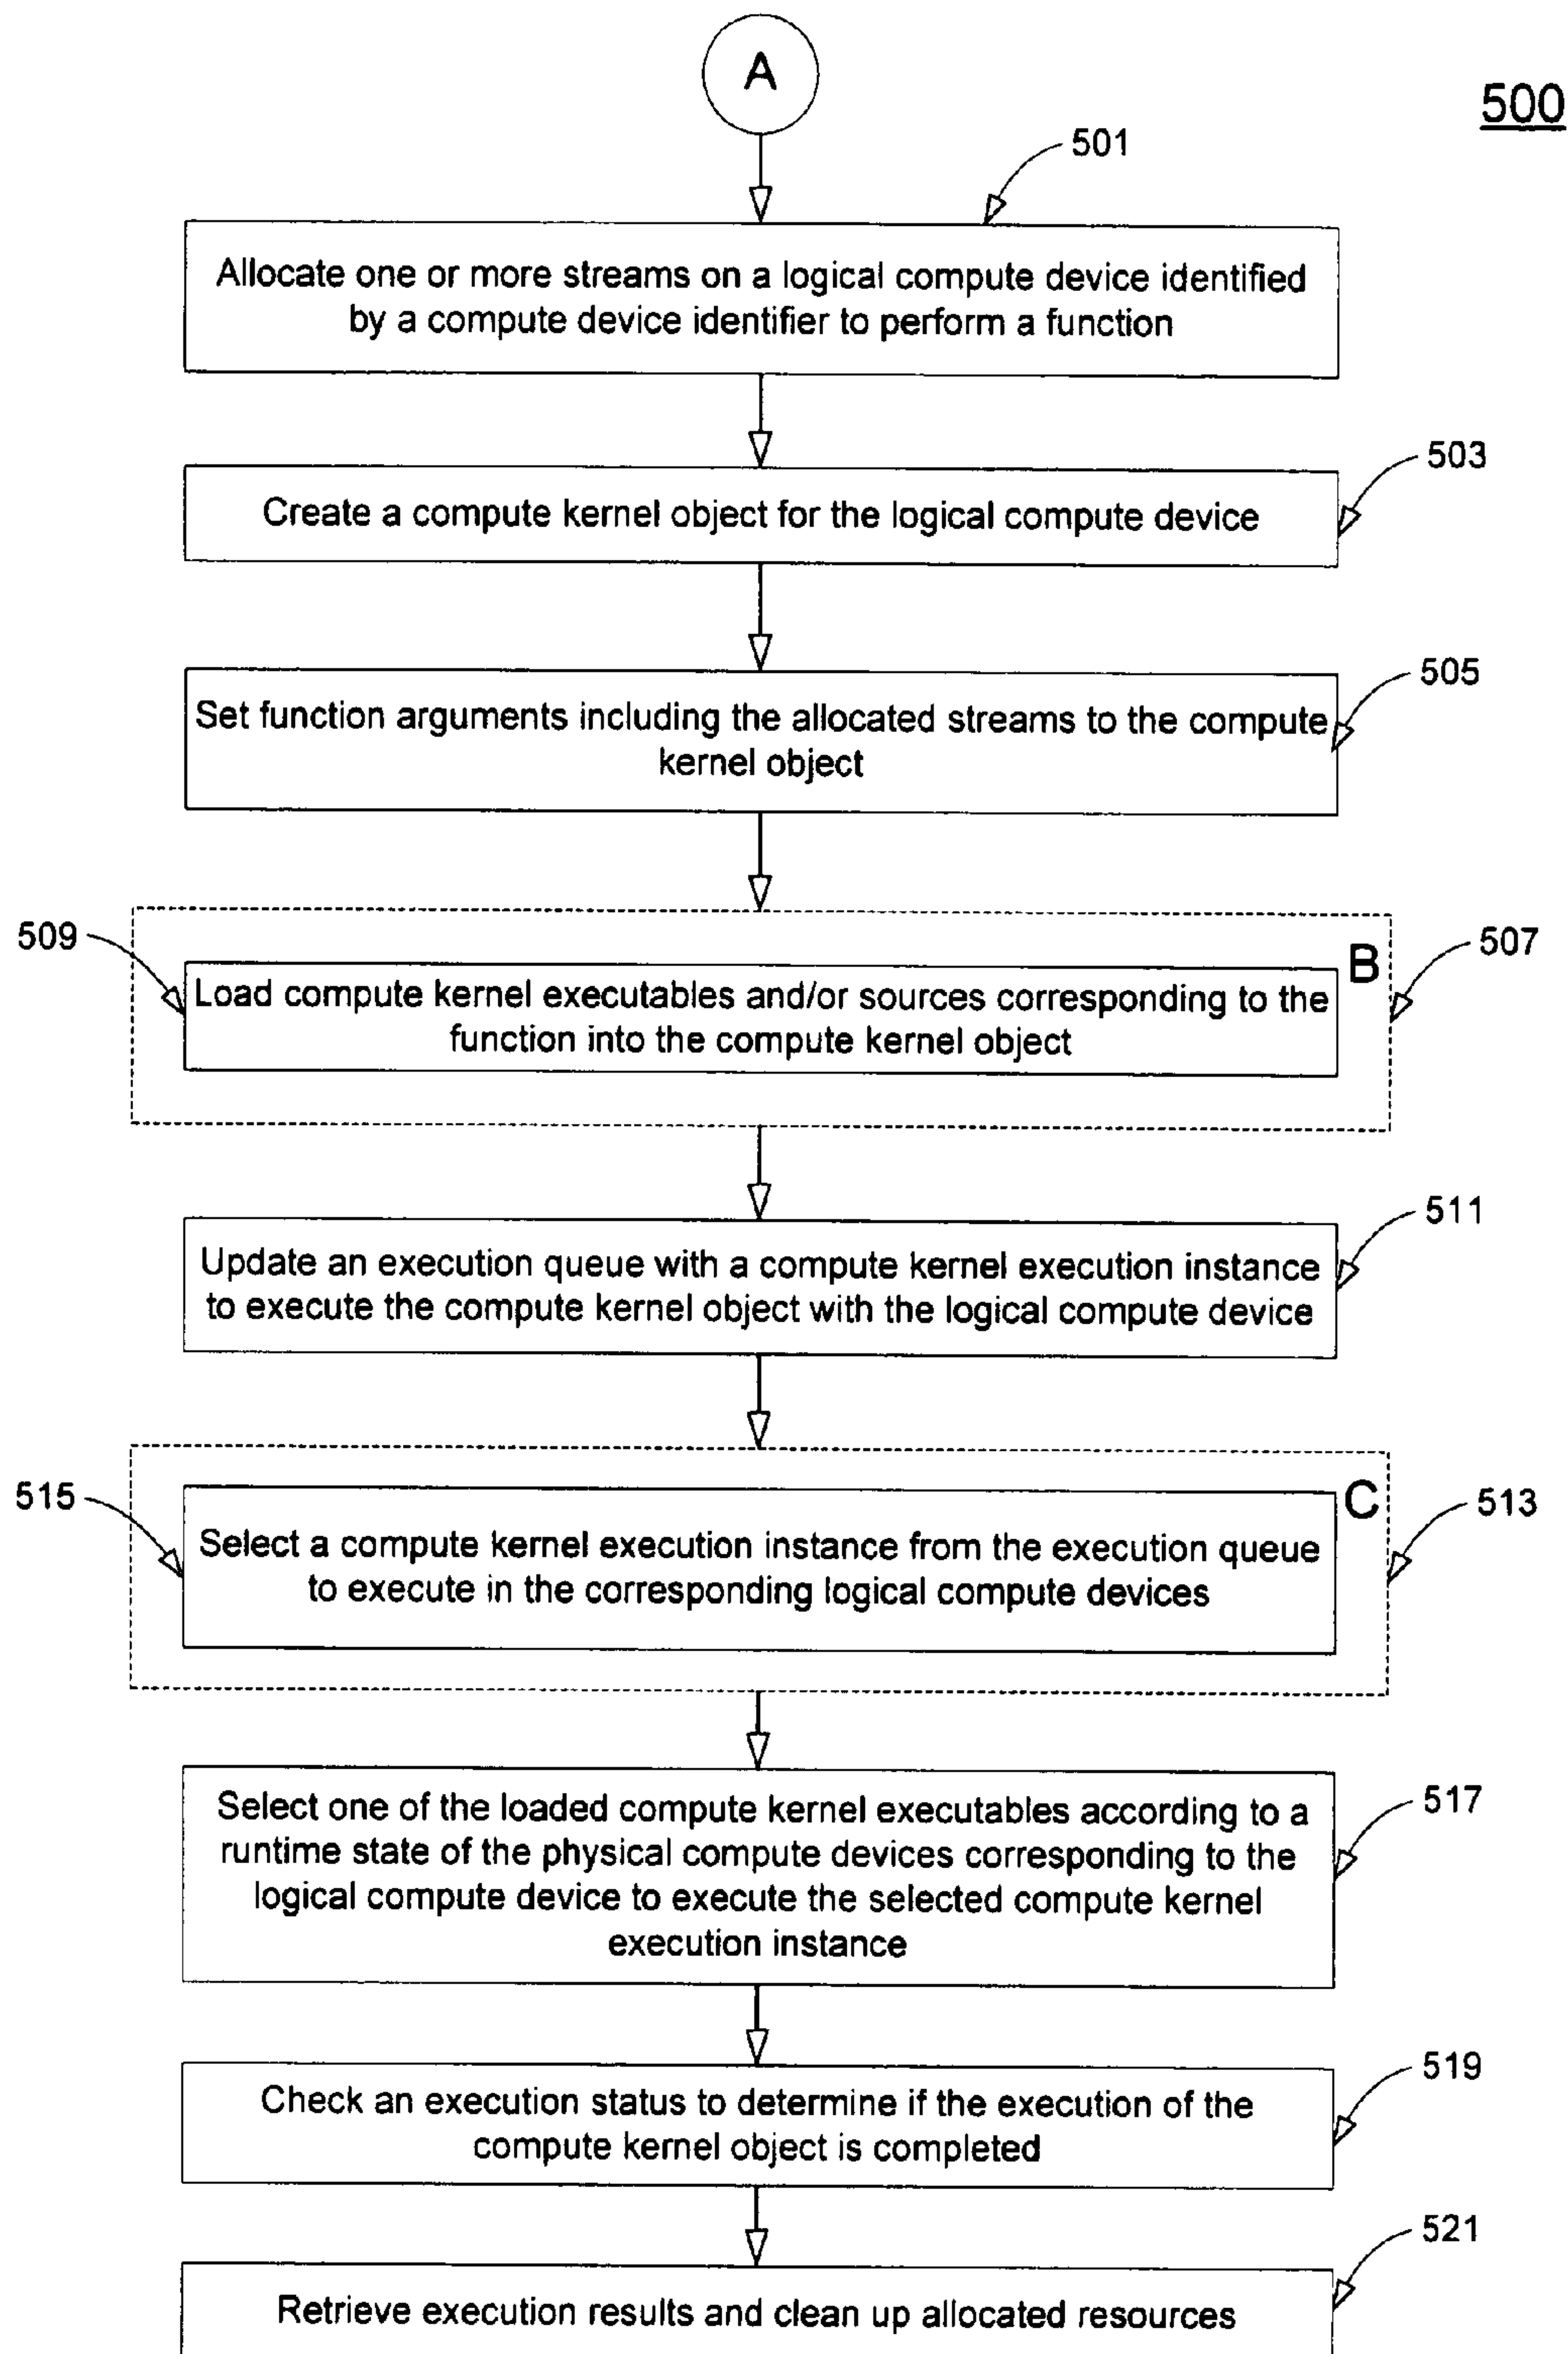 A
500
501
Allocate one or more streams on a logical compute device identified
by a compute device identifier to perform a function
503
Create a compute kernel object for the logical compute device
505
Set function arguments including the allocated streams to the compute
kernel object
509
B
507
Load compute kernel executables and/or sources corresponding to the
function into the compute kernel object
511
Update an execution queue with a compute kernel execution instance
to execute the compute kernel object with the logical compute device
515
C
513
Select a compute kernel execution instance from the execution queue
to execute in the corresponding logical compute devices
517
Select one of the loaded compute kernel executables according to a
runtime state of the physical compute devices corresponding to the
logical compute device to execute the selected compute kernel
execution instance
519
Check an execution status to determine if the execution of the
compute kernel object is completed
521
Retrieve execution results and clean up allocated resources